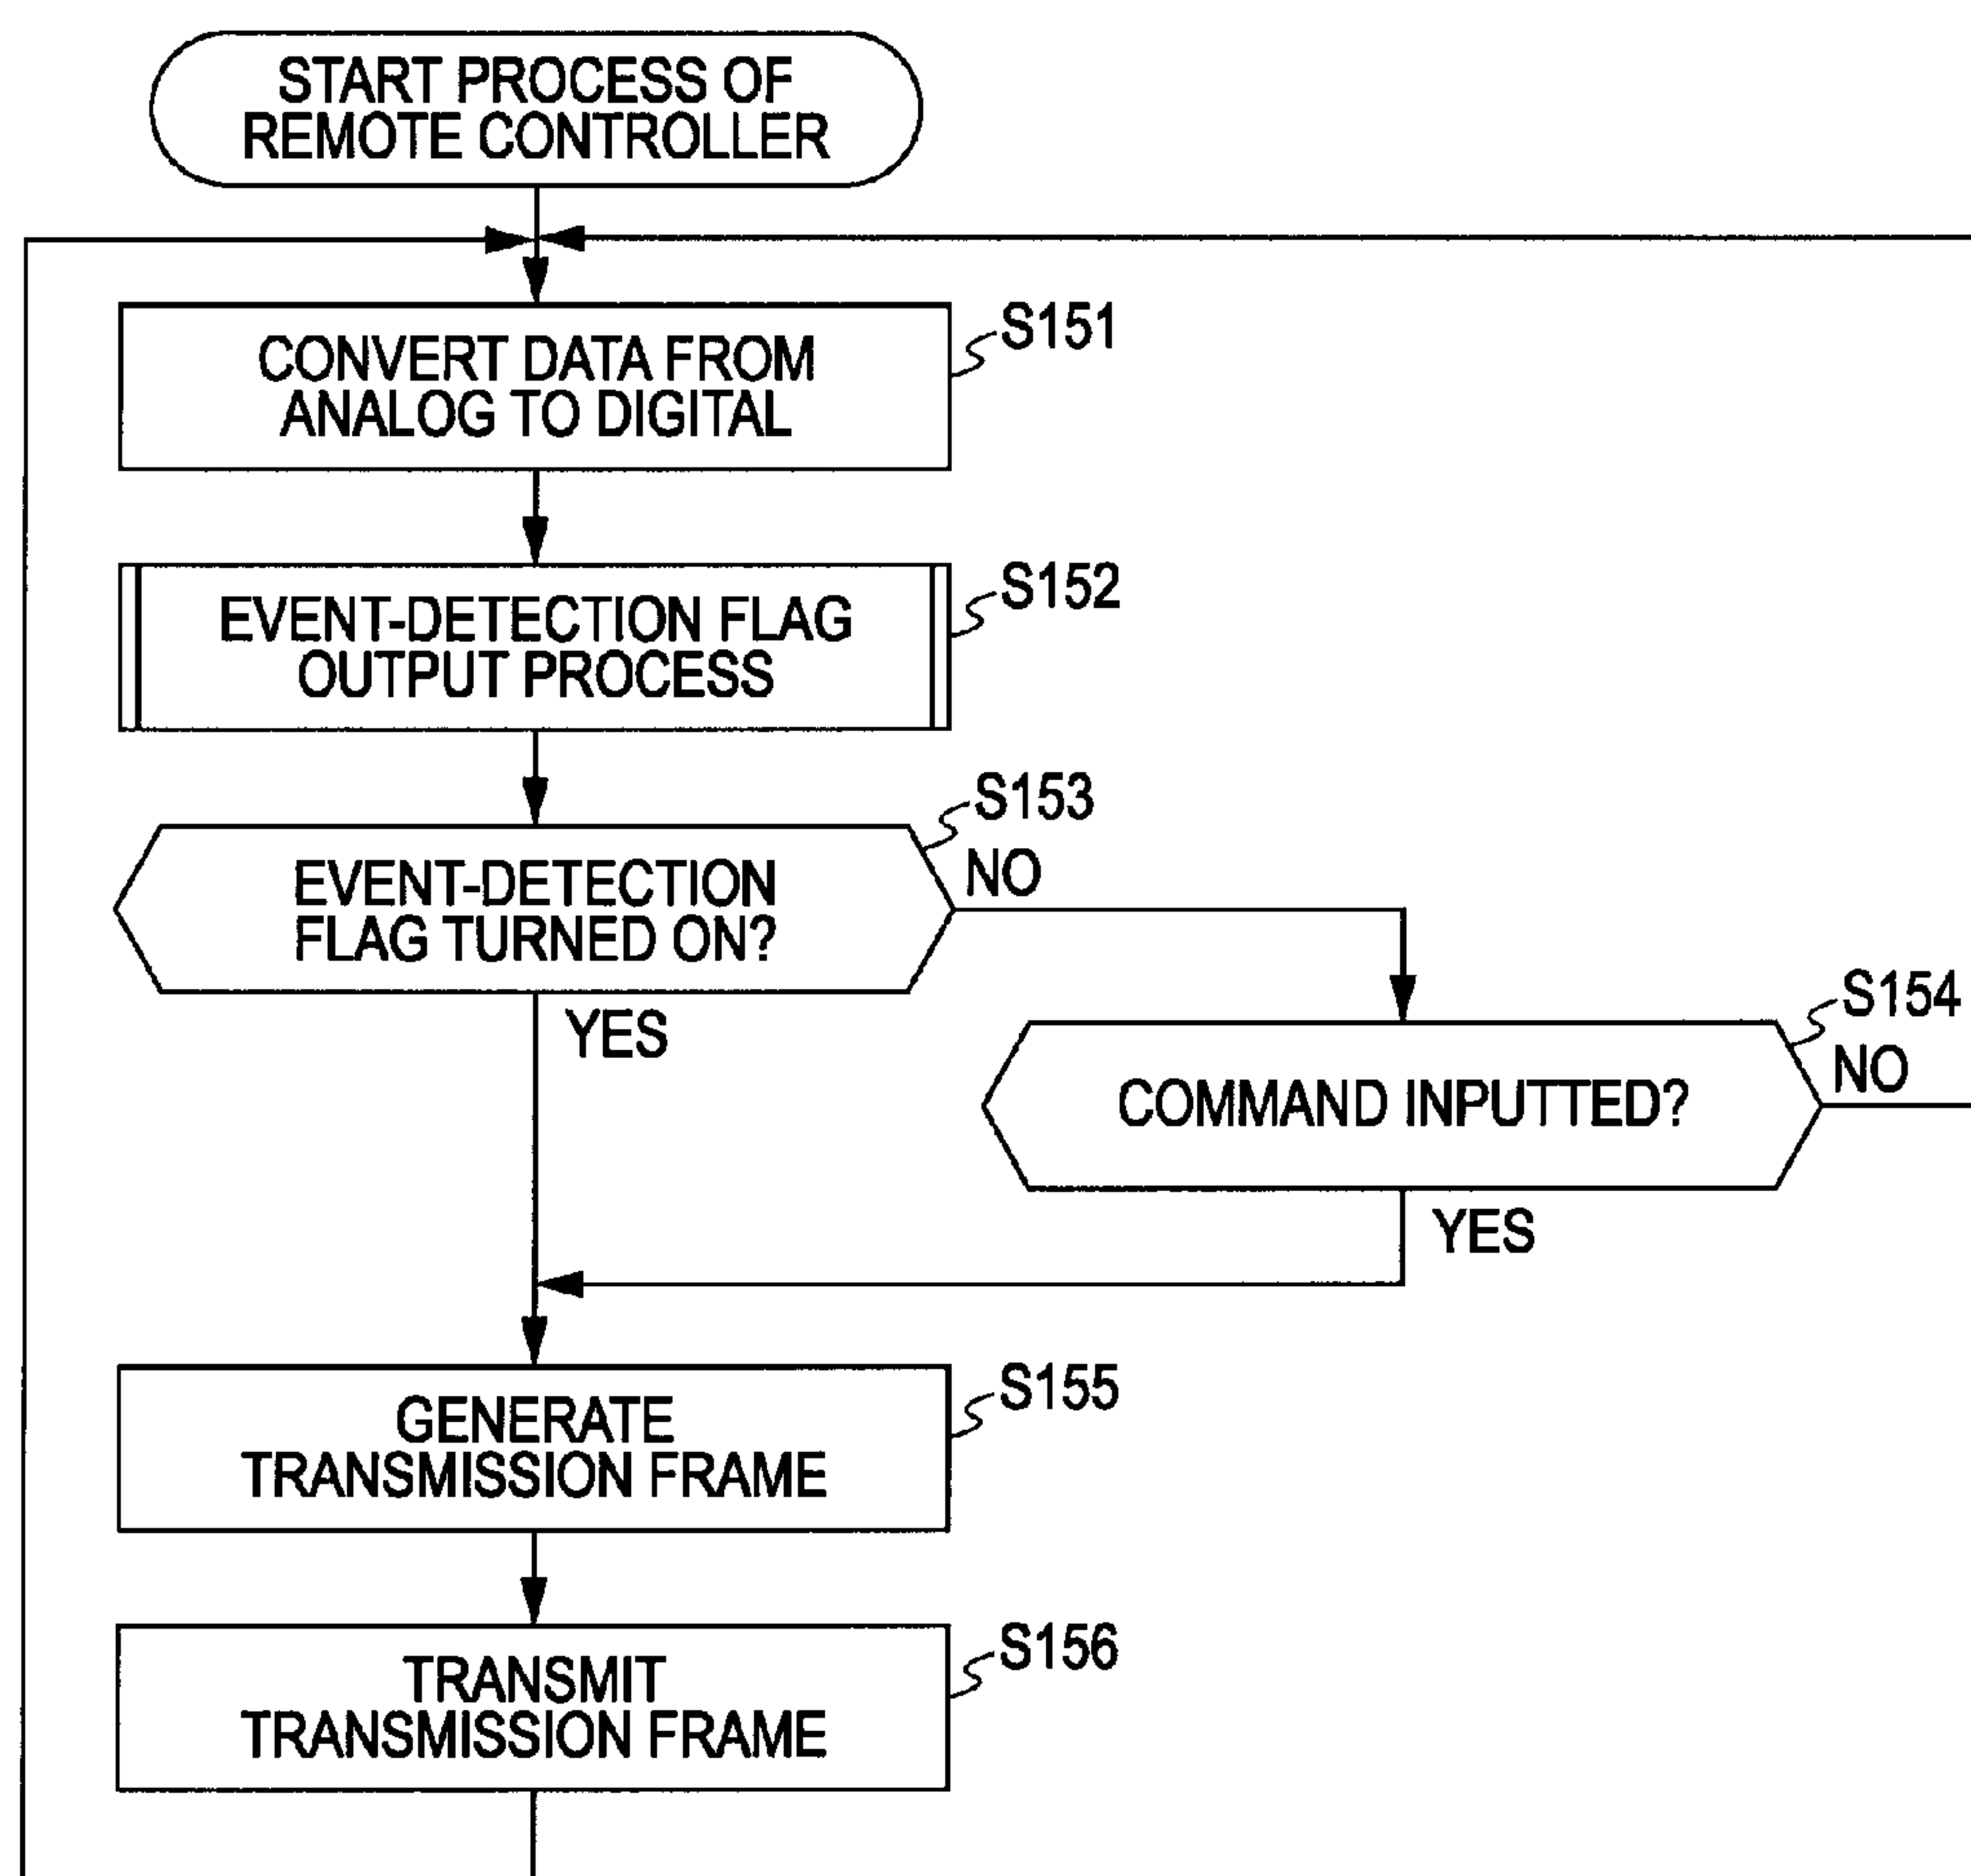 START PROCESS OF
REMOTE CONTROLLER
S151
CONVERT DATA FROM
ANALOG TO DIGITAL
S152
EVENT-DETECTION FLAG
OUTPUT PROCESS
S153
NO
EVENT-DETECTION
FLAG TURNED ON?
YES
S154
NO
COMMAND INPUTTED?
YES
S155
GENERATE
TRANSMISSION FRAME
S156
TRANSMIT
TRANSMISSION FRAME